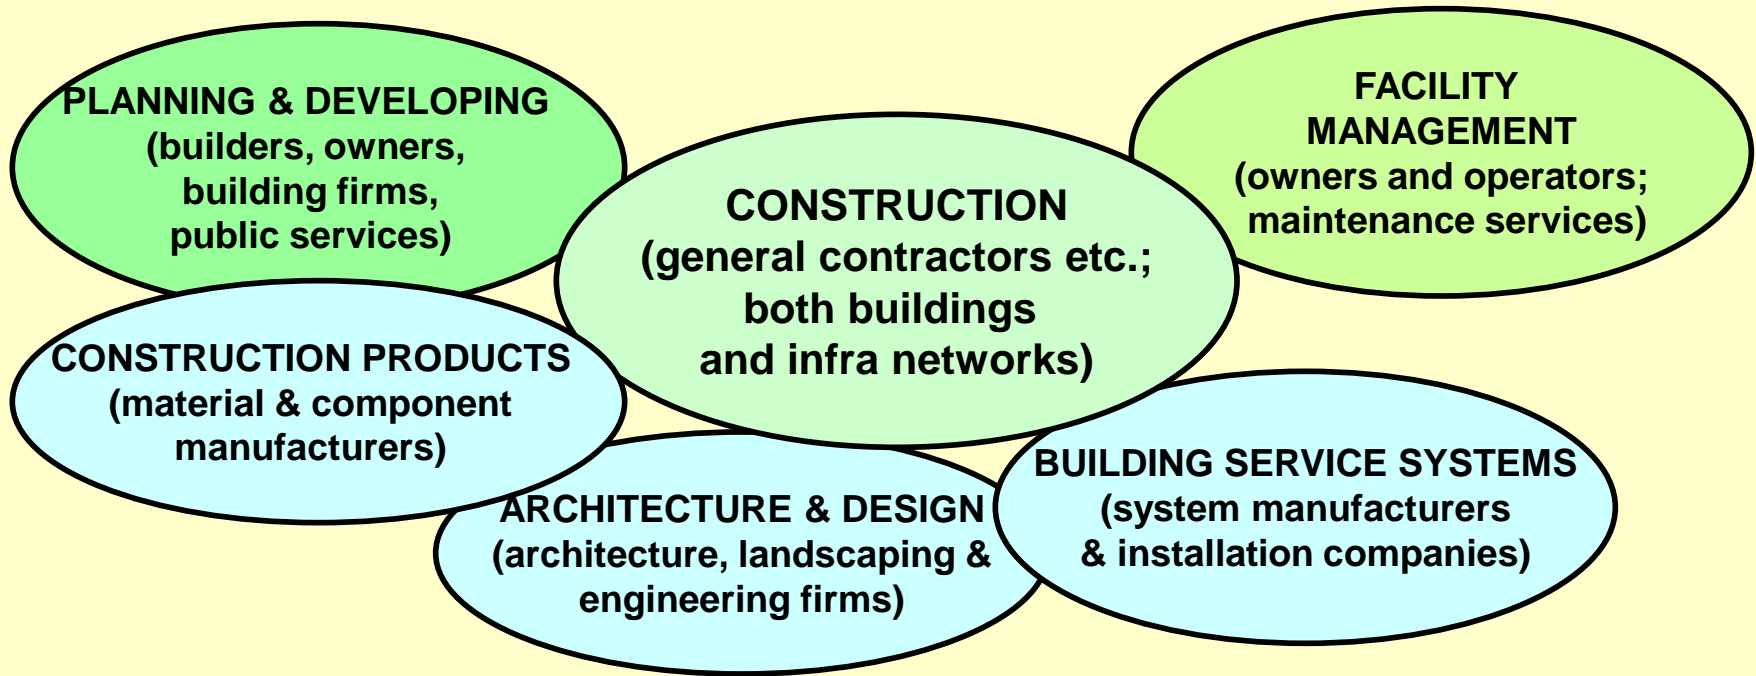 PLANNING & DEVELOPING
(builders, owners,
building firms,
public services)
FACILITY
MANAGEMENT
(owners and operators;
maintenance services)
CONSTRUCTION
(general contractors etc.;
both buildings
and infra networks)
CONSTRUCTION PRODUCTS
(material & component
manufacturers)
ARCHITECTURE & DESIGN
(architecture, landscaping &
engineering firms)
BUILDING SERVICE SYSTEMS
(system manufacturers
& installation companies)